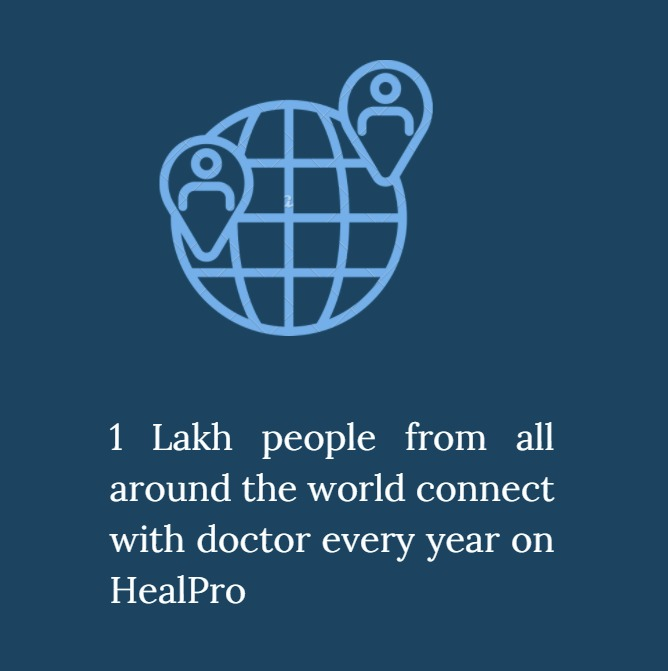 1 Lakh people from all
around the world connect
with doctor every year on
HealPro